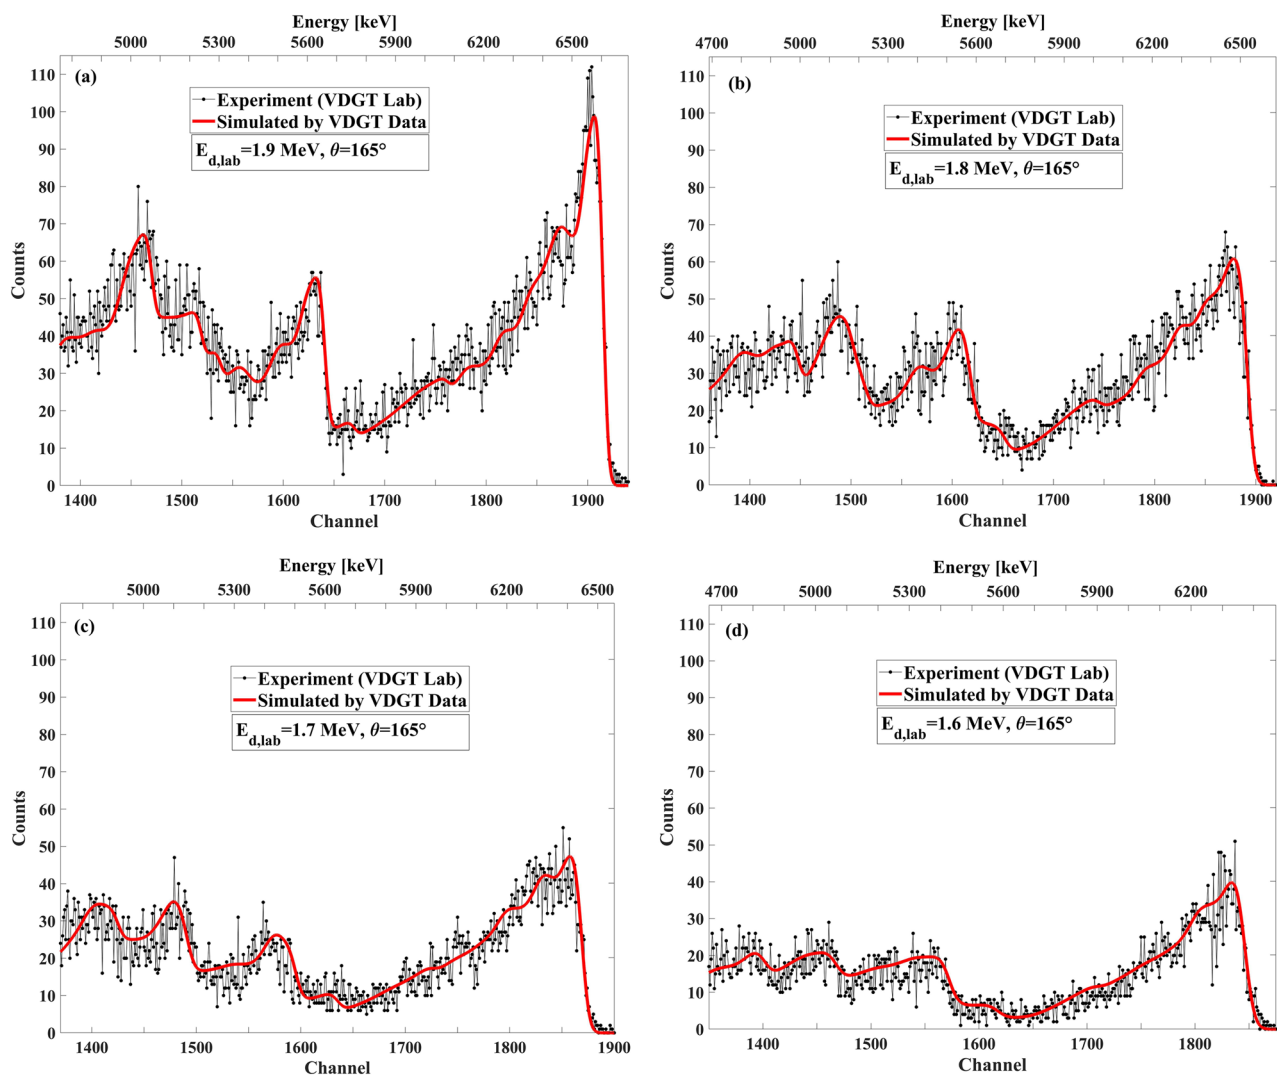 Energy [keV]
5000 5300 5600 5900 6200 6500
(a)
Experiment (VDGT Lab)
Simulated by VDGT Data
E_d,lab=1.9 MeV, θ=165°
Counts
110
100
90
80
70
60
50
40
30
20
10
0
1400 1500 1600 1700 1800 1900
Channel
Energy [keV]
4700 5000 5300 5600 5900 6200 6500
(b)
Experiment (VDGT Lab)
Simulated by VDGT Data
E_d,lab=1.8 MeV, θ=165°
Counts
110
100
90
80
70
60
50
40
30
20
10
0
1400 1500 1600 1700 1800 1900
Channel
Energy [keV]
5000 5300 5600 5900 6200 6500
(c)
Experiment (VDGT Lab)
Simulated by VDGT Data
E_d,lab=1.7 MeV, θ=165°
Counts
110
100
90
80
70
60
50
40
30
20
10
0
1400 1500 1600 1700 1800 1900
Channel
Energy [keV]
4700 5000 5300 5600 5900 6200
(d)
Experiment (VDGT Lab)
Simulated by VDGT Data
E_d,lab=1.6 MeV, θ=165°
Counts
110
100
90
80
70
60
50
40
30
20
10
0
1400 1500 1600 1700 1800
Channel